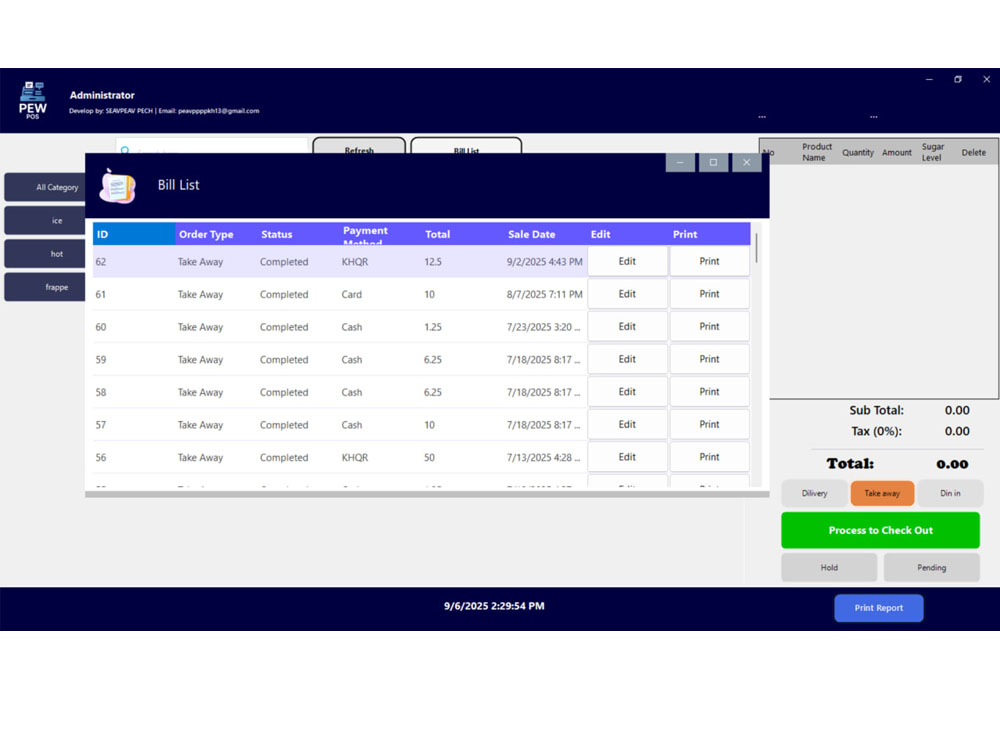 PEW
POS
Administrator
Develop by: SEAVPEAV PECH | Email: peavppppkh13@gmail.com
...
...
Refresh
Bill List
All Category
ice
hot
frappe
Bill List
ID Order Type Status Payment Method Total Sale Date Edit Print
62 Take Away Completed KHQR 12.5 9/2/2025 4:43 PM Edit Print
61 Take Away Completed Card 10 8/7/2025 7:11 PM Edit Print
60 Take Away Completed Cash 1.25 7/23/2025 3:20 ... Edit Print
59 Take Away Completed Cash 6.25 7/18/2025 8:17 ... Edit Print
58 Take Away Completed Cash 6.25 7/18/2025 8:17 ... Edit Print
57 Take Away Completed Cash 10 7/18/2025 8:17 ... Edit Print
56 Take Away Completed KHQR 50 7/13/2025 4:28 ... Edit Print
No Product Name Quantity Amount Sugar Level Delete
Sub Total: 0.00
Tax (0%): 0.00
Total: 0.00
Dilivery Take away Din in
Process to Check Out
Hold Pending
9/6/2025 2:29:54 PM
Print Report